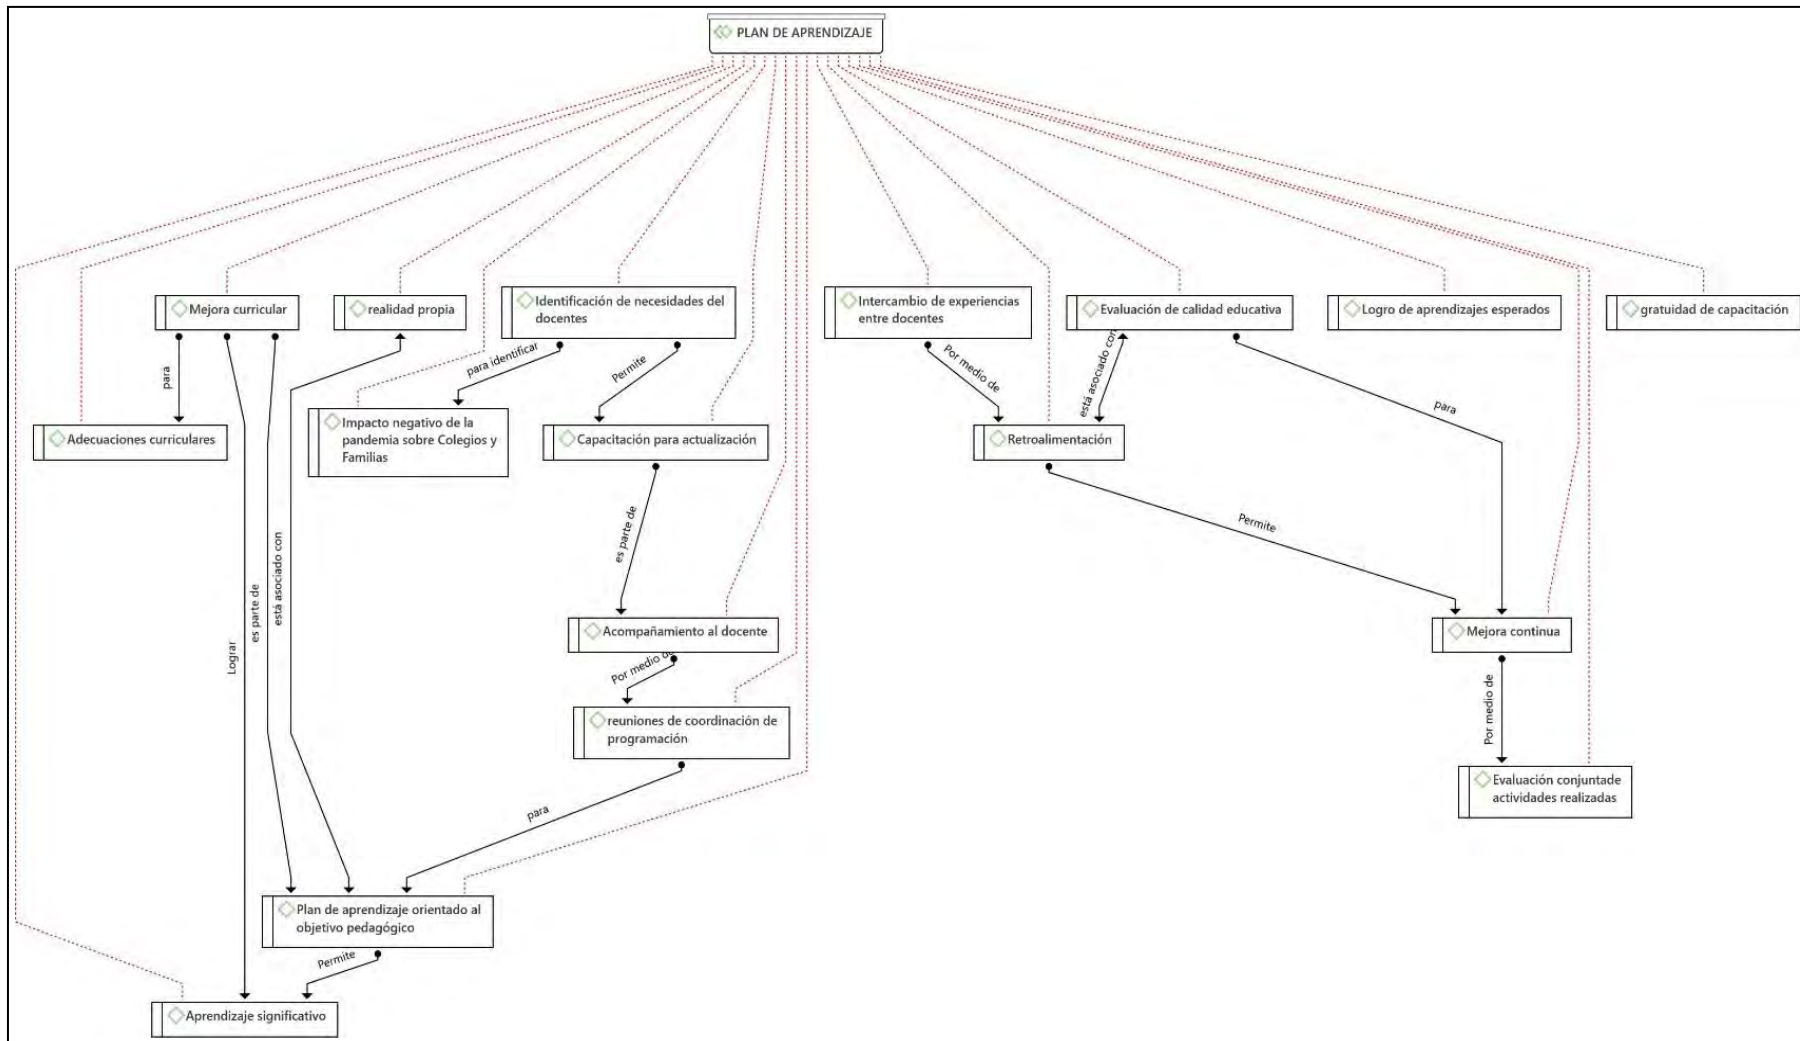 PLAN DE APRENDIZAJE
Mejora curricular
realidad propia
Identificación de necesidades del
docentes
Intercambio de experiencias
entre docentes
Evaluación de calidad educativa
Logro de aprendizajes esperados
gratuidad de capacitación
para
para identificar
Permite
Por medio de
está asociado con
para
Adecuaciones curriculares
Impacto negativo de la
pandemia sobre Colegios y
Familias
Capacitación para actualización
Retroalimentación
es parte de
Permite
Lograr
es parte de
está asociado con
Acompañamiento al docente
Mejora continua
Por medio de
Por medio de
reuniones de coordinación de
programación
Evaluación conjuntade
actividades realizadas
para
Plan de aprendizaje orientado al
objetivo pedagógico
Permite
Aprendizaje significativo